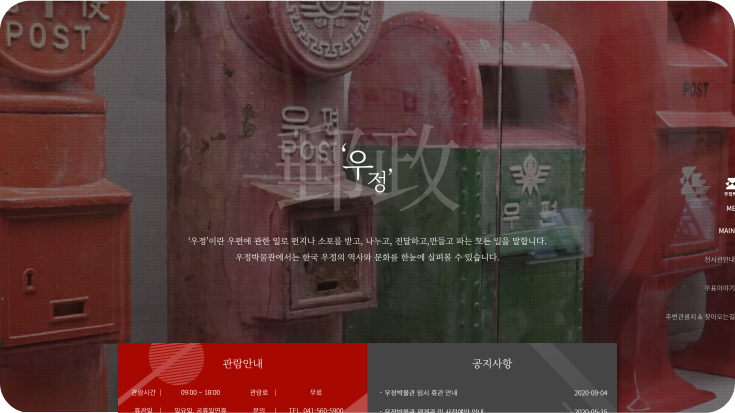 POST
POST
우편
POST
POST
우편
郵政
‘우정’
‘우정’이란 우편에 관한 일로 편지나 소포를 받고, 나누고, 전달하고,만들고 파는 모든 일을 말합니다.
우정박물관에서는 한국 우정의 역사와 문화를 한눈에 살펴볼 수 있습니다.
ME
MAIN
전시관안내
우표이야기
주변관광지 & 찾아오는길
관람안내
관람시간 | 09:00 ~ 18:00 관람료 | 무료
휴관일 | 일요일, 공휴일연휴 문의 | TEL. 041-560-5900
공지사항
· 우정박물관 임시 휴관 안내 2020-09-04
2020-05-15